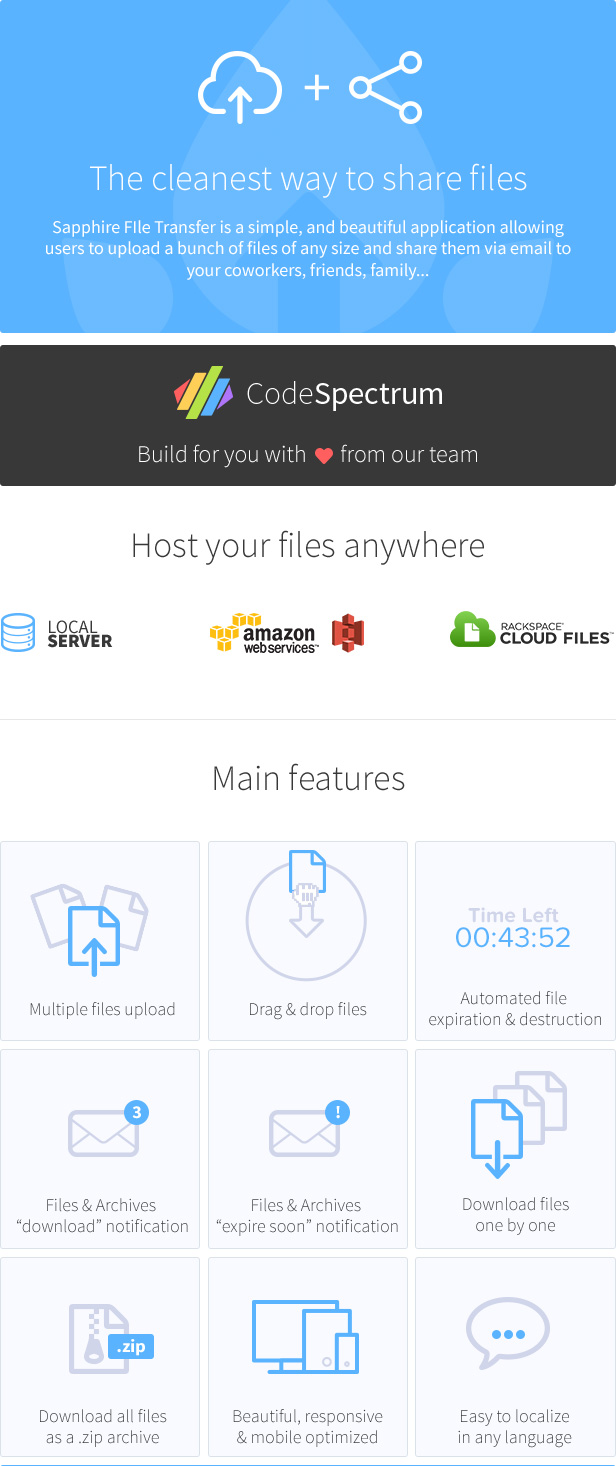 The cleanest way to share files
Sapphire FIle Transfer is a simple, and beautiful application allowing
users to upload a bunch of files of any size and share them via email to
your coworkers, friends, family...
CodeSpectrum
Build for you with from our team
Host your files anywhere
LOCAL
SERVER
amazon
webservices™
RACKSPACE®
CLOUD FILES™
Main features
Multiple files upload
Drag & drop files
Time Left
00:43:52
Automated file
expiration & destruction
3
Files & Archives
“download” notification
!
Files & Archives
“expire soon” notification
Download files
one by one
.zip
Download all files
as a .zip archive
Beautiful, responsive
& mobile optimized
Easy to localize
in any language